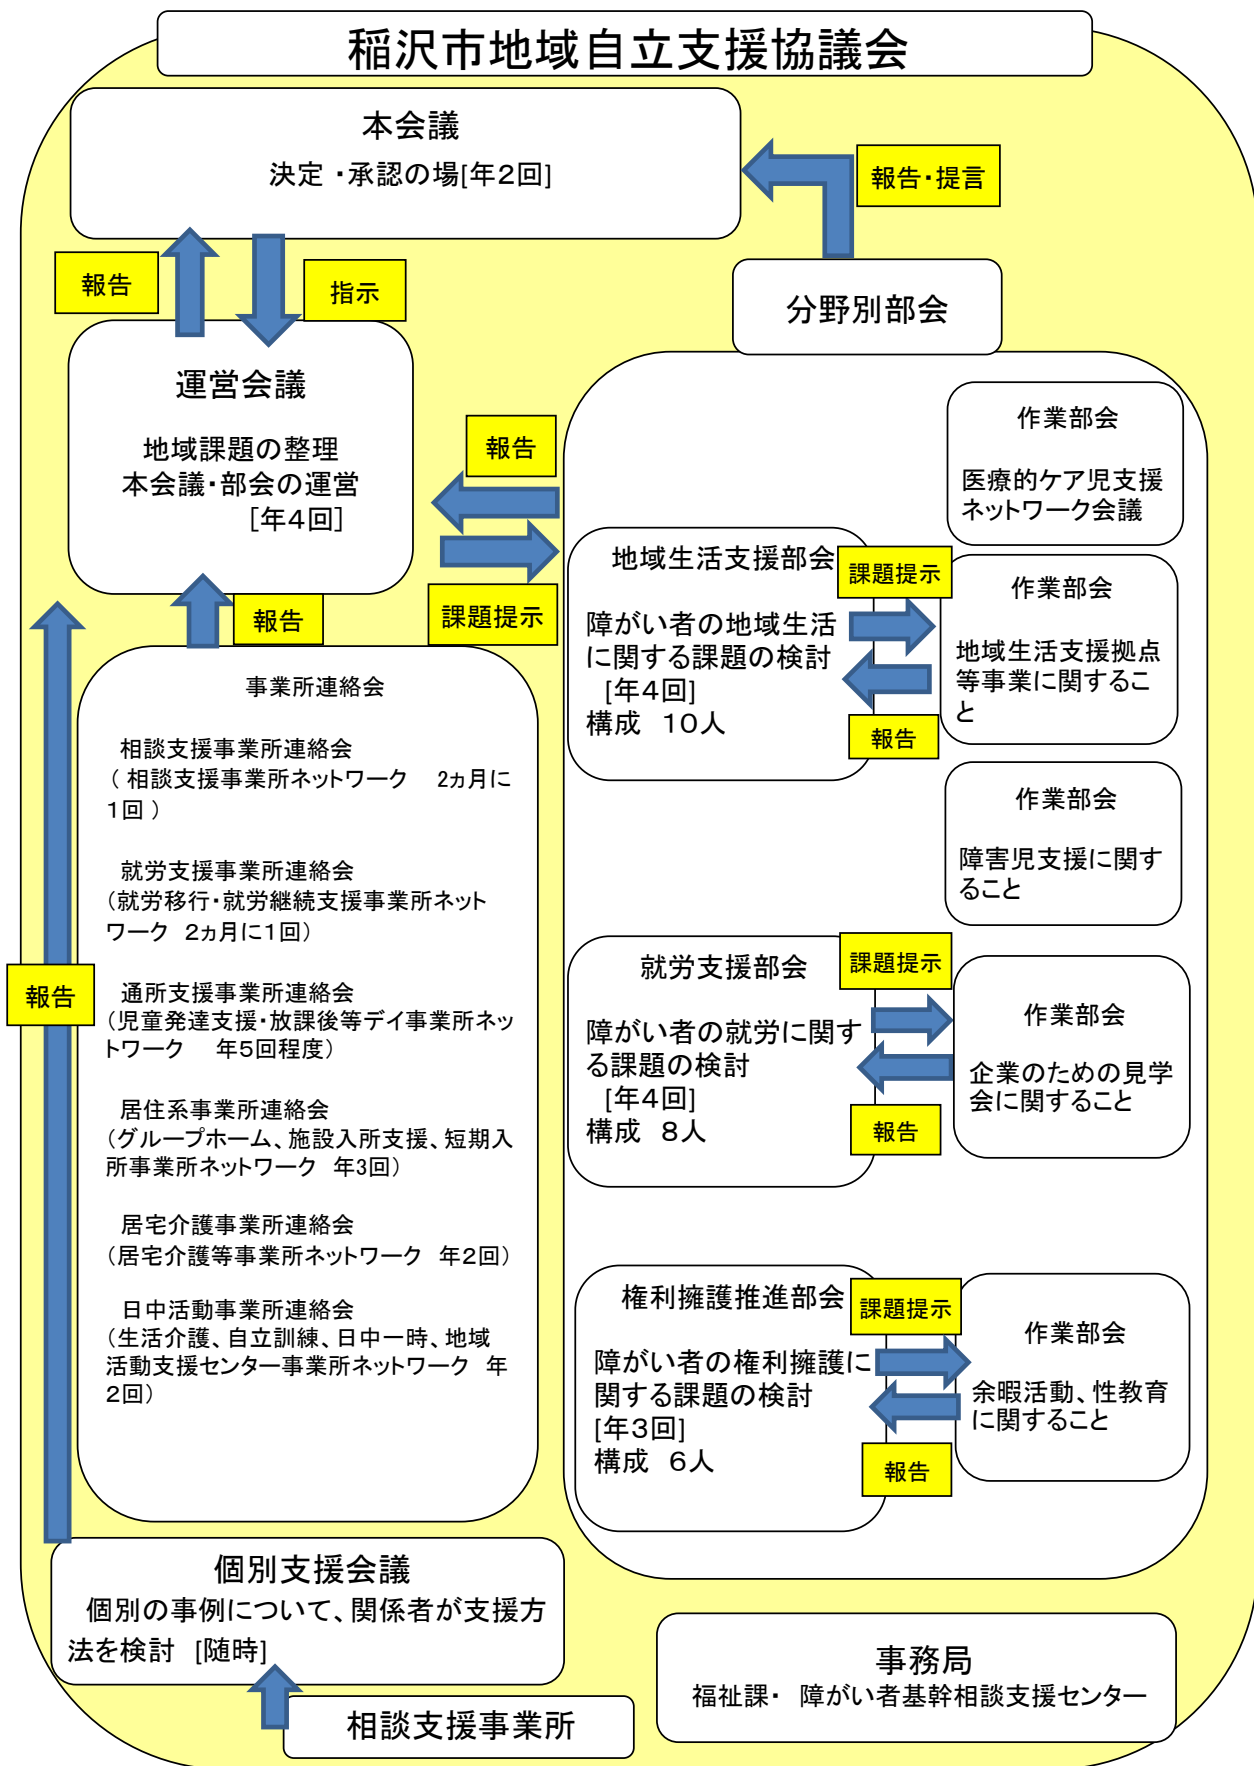 稲沢市地域自立支援協議会
本会議
決定・承認の場[年2回]
報告・提言
報告
指示
分野別部会
運営会議
地域課題の整理
本会議・部会の運営
[年4回]
報告
課題提示
報告
事業所連絡会
相談支援事業所連絡会
(相談支援事業所ネットワーク 2ヵ月に
1回)
就労支援事業所連絡会
(就労移行・就労継続支援事業所ネット
ワーク 2ヵ月に1回)
通所支援事業所連絡会
(児童発達支援・放課後等デイ事業所ネッ
トワーク 年5回程度)
居住系事業所連絡会
(グループホーム、施設入所支援、短期入
所事業所ネットワーク 年3回)
居宅介護事業所連絡会
(居宅介護等事業所ネットワーク 年2回)
日中活動事業所連絡会
(生活介護、自立訓練、日中一時、地域
活動支援センター事業所ネットワーク 年
2回)
報告
作業部会
医療的ケア児支援
ネットワーク会議
地域生活支援部会
障がい者の地域生活
に関する課題の検討
[年4回]
構成 10人
課題提示
報告
作業部会
地域生活支援拠点
等事業に関するこ
と
作業部会
障害児支援に関す
ること
就労支援部会
障がい者の就労に関す
る課題の検討
[年4回]
構成 8人
課題提示
報告
作業部会
企業のための見学
会に関すること
権利擁護推進部会
障がい者の権利擁護に
関する課題の検討
[年3回]
構成 6人
課題提示
報告
作業部会
余暇活動、性教育
に関すること
個別支援会議
個別の事例について、関係者が支援方
法を検討 [随時]
相談支援事業所
事務局
福祉課・ 障がい者基幹相談支援センター